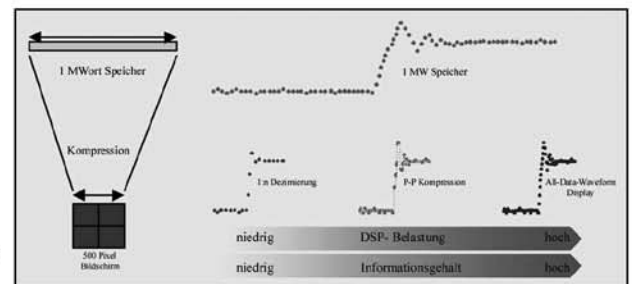 1 MWort Speicher
Kompression
500 Pixel
Bildschirm
1 MW Speicher
1:n Dezimierung
P-P Kompression
All-Data-Waveform
Display
niedrig DSP- Belastung hoch
niedrig Informationsgehalt hoch